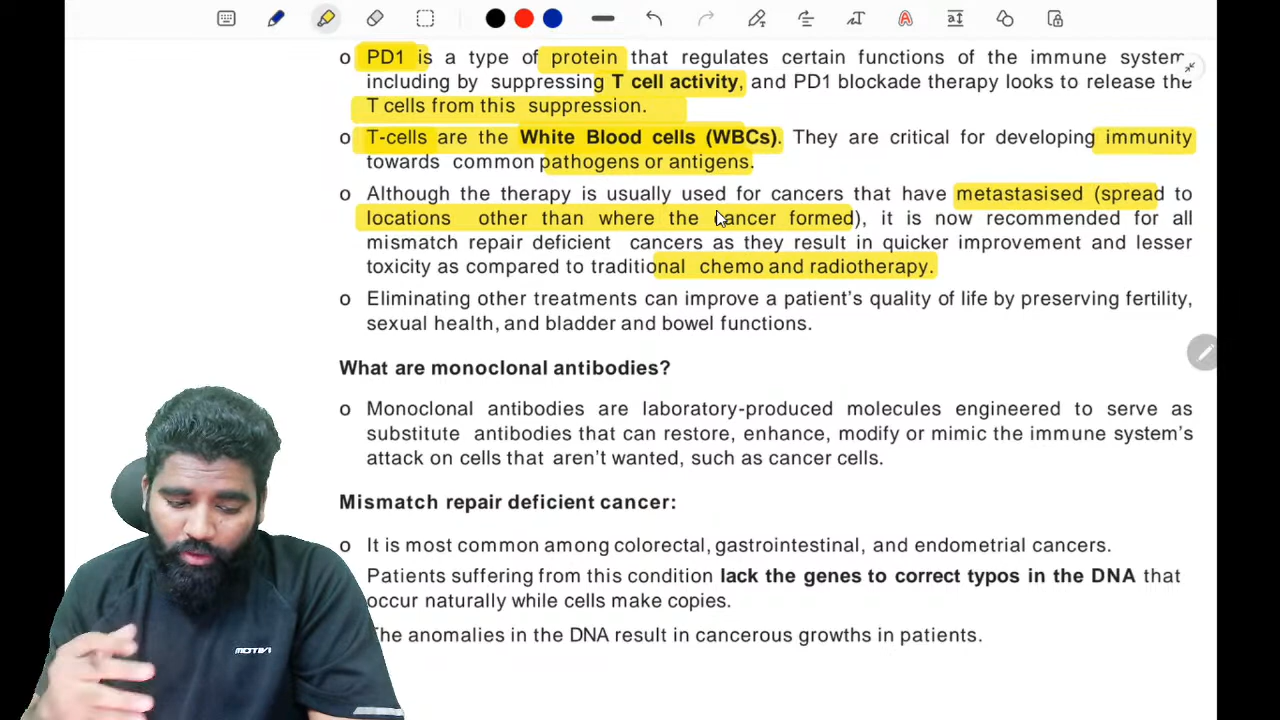 o PD1 is a type of protein that regulates certain functions of the immune system,
including by suppressing T cell activity, and PD1 blockade therapy looks to release the
T cells from this suppression.
o T-cells are the White Blood cells (WBCs). They are critical for developing immunity
towards common pathogens or antigens.
o Although the therapy is usually used for cancers that have metastasised (spread to
locations other than where the cancer formed), it is now recommended for all
mismatch repair deficient cancers as they result in quicker improvement and lesser
toxicity as compared to traditional chemo and radiotherapy.
o Eliminating other treatments can improve a patient's quality of life by preserving fertility,
sexual health, and bladder and bowel functions.
What are monoclonal antibodies?
o Monoclonal antibodies are laboratory-produced molecules engineered to serve as
substitute antibodies that can restore, enhance, modify or mimic the immune system's
attack on cells that aren't wanted, such as cancer cells.
Mismatch repair deficient cancer:
o It is most common among colorectal, gastrointestinal, and endometrial cancers.
Patients suffering from this condition lack the genes to correct typos in the DNA that
occur naturally while cells make copies.
The anomalies in the DNA result in cancerous growths in patients.